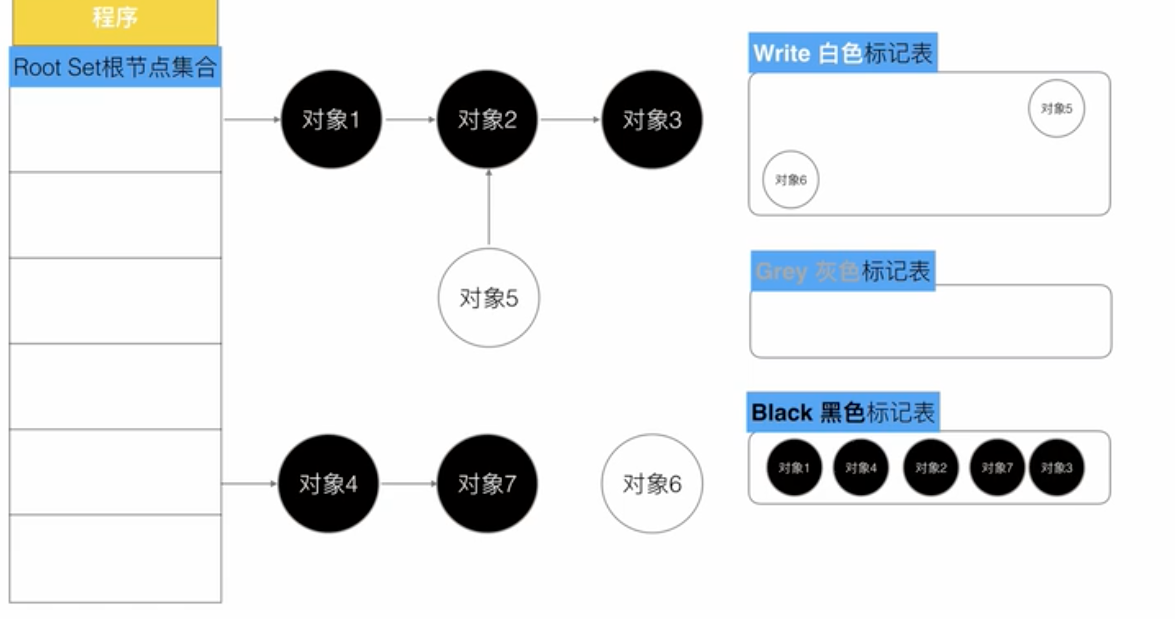 程序
Root Set根节点集合
对象1
对象2
对象3
对象5
对象4
对象7
对象6
Write 白色标记表
对象5
对象6
Grey 灰色标记表
Black 黑色标记表
对象1
对象4
对象2
对象7
对象3